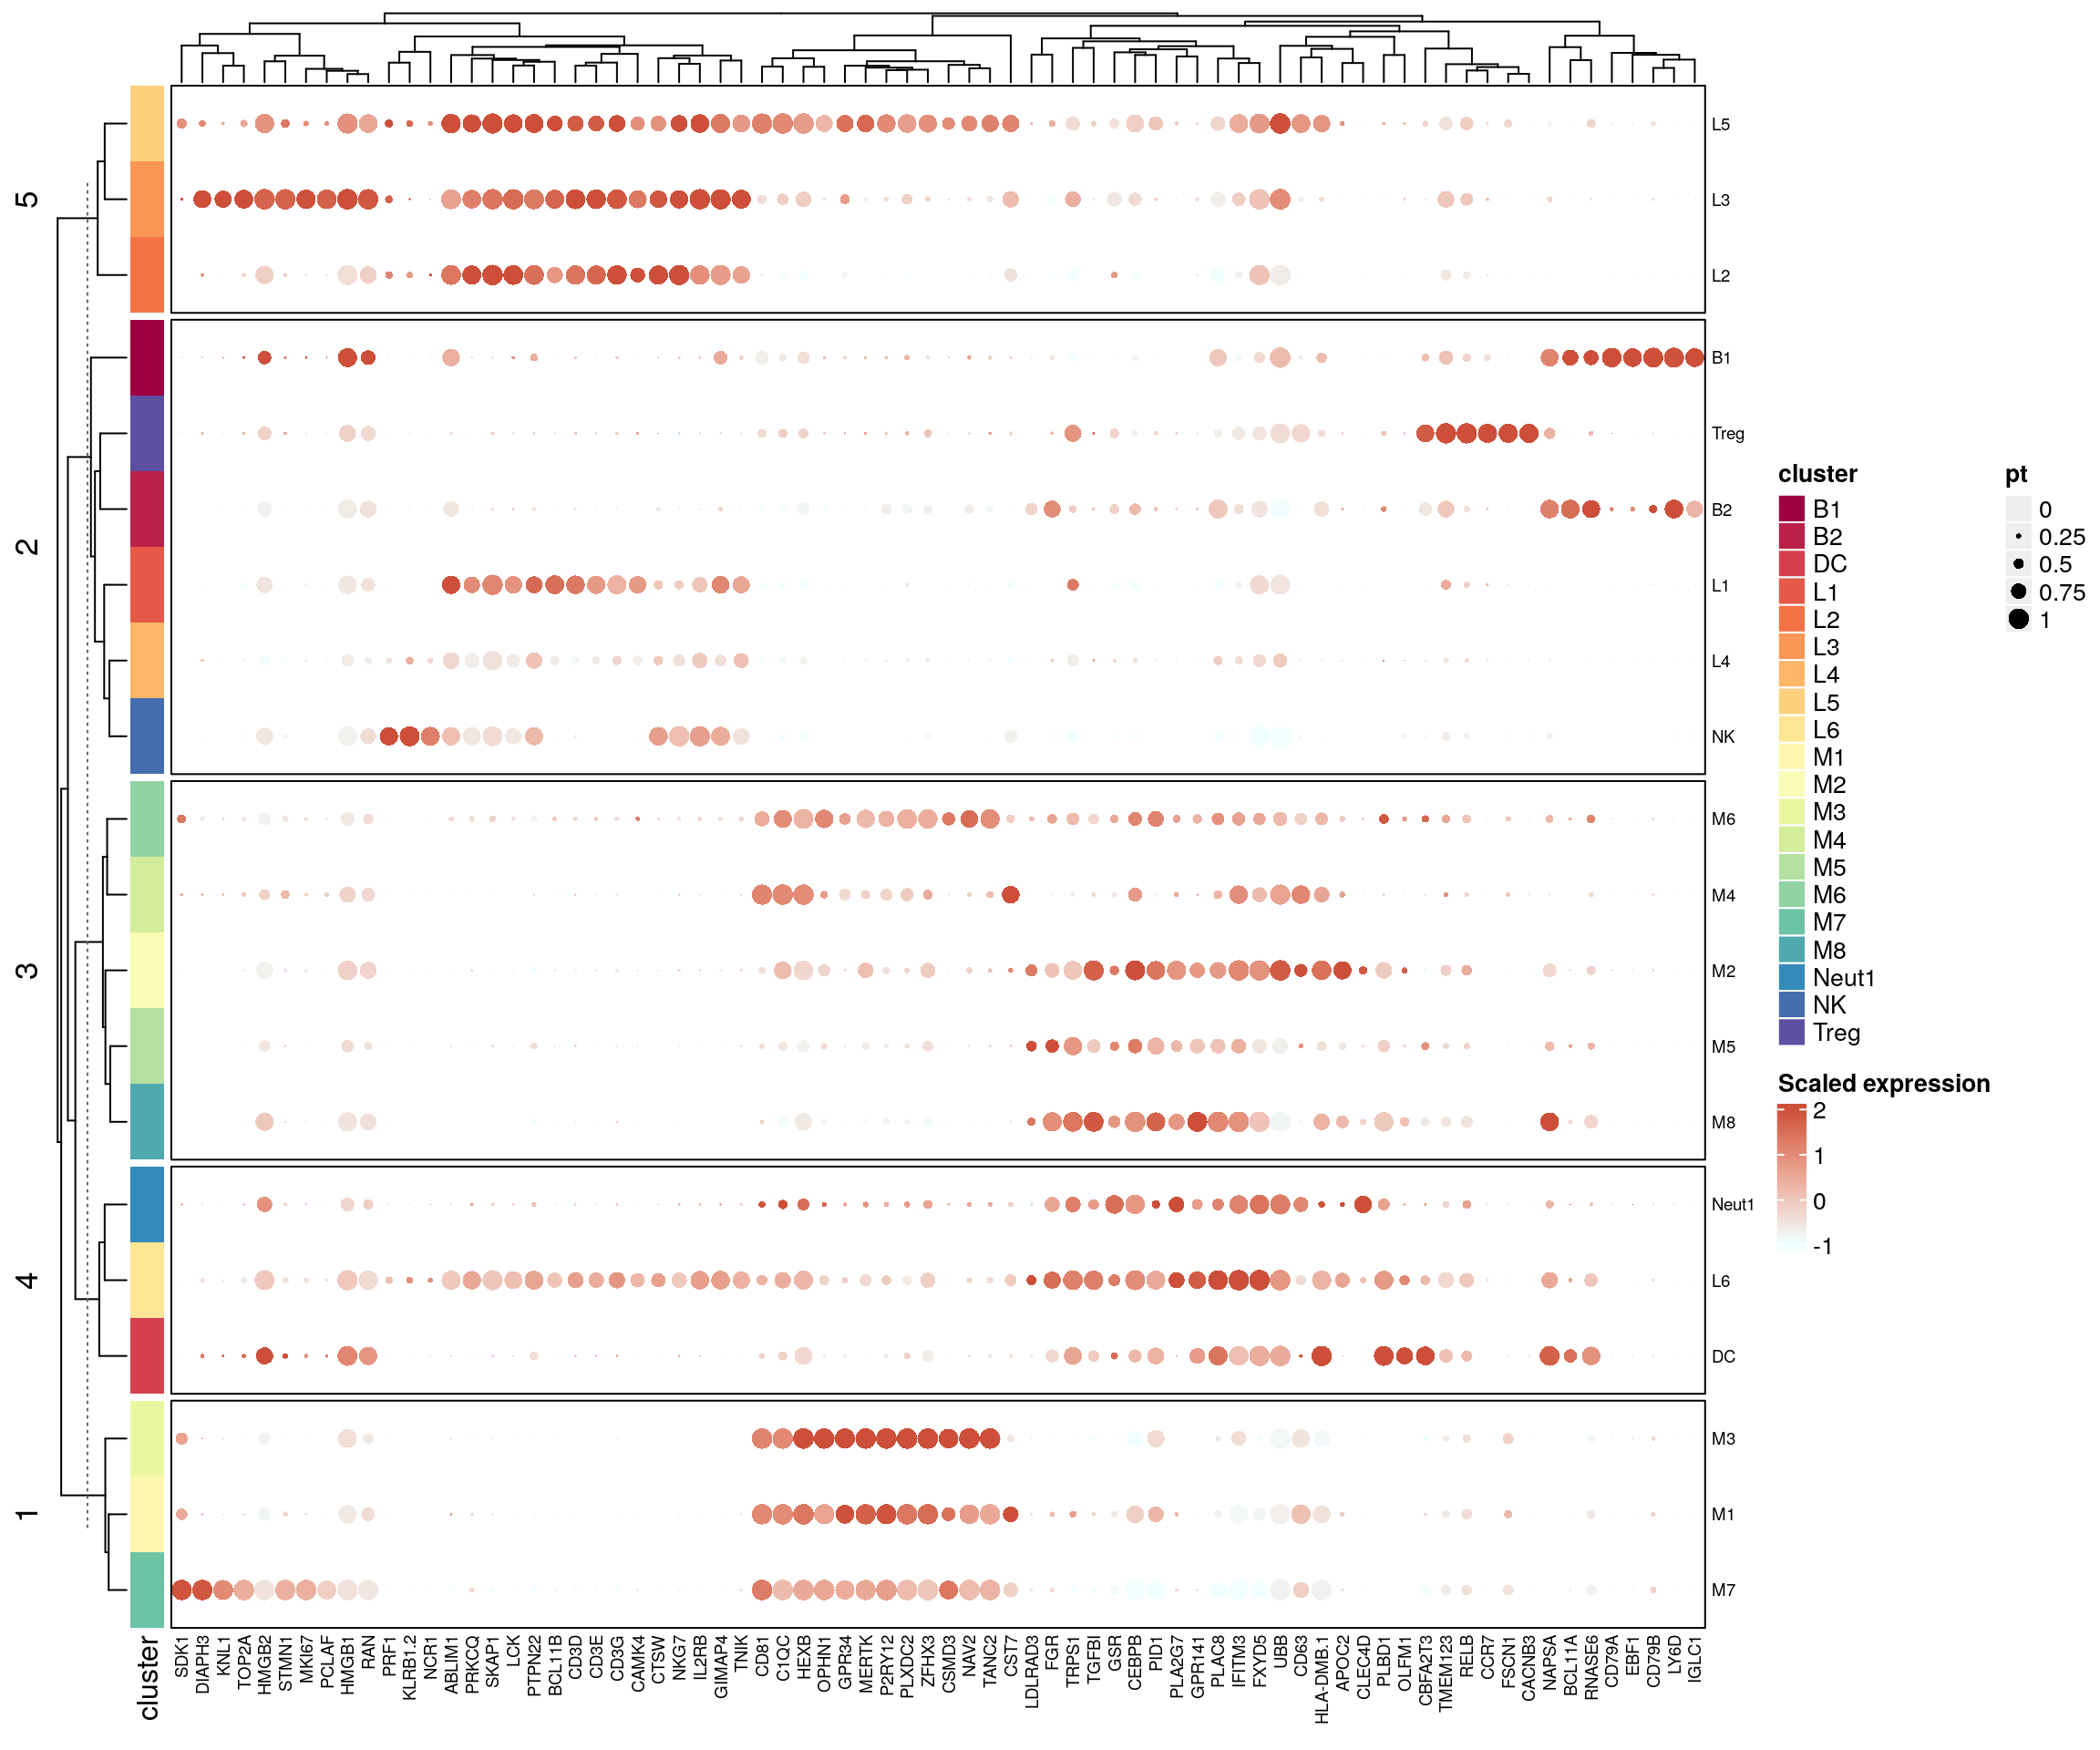 5
2
3
4
1
L5
L3
L2
B1
Treg
B2
L1
L4
NK
M6
M4
M2
M5
M8
Neut1
L6
DC
M3
M1
M7
cluster
SDK1
DIAPH3
KNL1
TOP2A
HMGB2
STMN1
MKI67
PCLAF
HMGB1
RAN
PRF1
KLRB1.2
NCR1
ABLIM1
PRKCQ
SKAP1
LCK
PTPN22
BCL11B
CD3D
CD3E
CD3G
CAMK4
CTSW
NKG7
IL2RB
GIMAP4
TNIK
CD81
C1QC
HEXB
OPHN1
GPR34
MERTK
P2RY12
PLXDC2
ZFHX3
CSMD3
NAV2
TANC2
CST7
LDLRAD3
FGR
TRPS1
TGFBI
GSR
CEBPB
PID1
PLA2G7
GPR141
PLAC8
IFITM3
FXYD5
UBB
CD63
HLA-DMB.1
APOC2
CLEC4D
PLBD1
OLFM1
CBFA2T3
TMEM123
RELB
CCR7
FSCN1
CACNB3
NAPSA
BCL11A
RNASE6
CD79A
EBF1
CD79B
LY6D
IGLC1
cluster
B1
B2
DC
L1
L2
L3
L4
L5
L6
M1
M2
M3
M4
M5
M6
M7
M8
Neut1
NK
Treg
pt
0
0.25
0.5
0.75
1
Scaled expression
2
1
0
-1